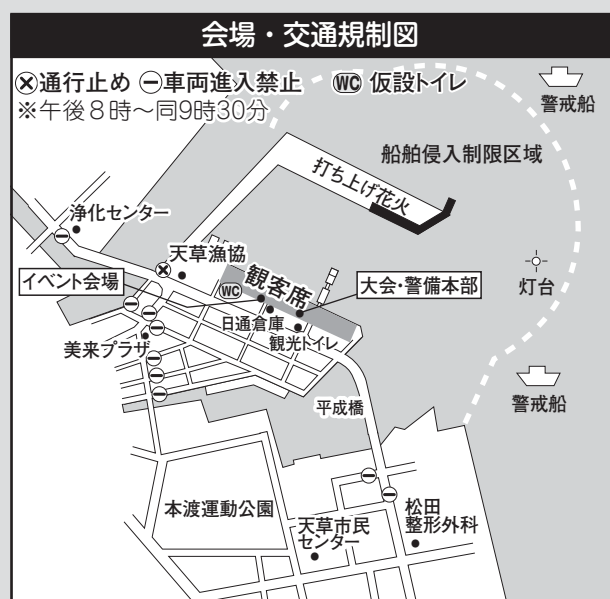 会場・交通規制図
通行止め 車両進入禁止 WC 仮設トイレ
※午後8時～同9時30分
警戒船
船舶侵入制限区域
打ち上げ花火
浄化センター
天草漁協
イベント会場
WC
観客席
大会・警備本部
灯台
日通倉庫
観光トイレ
美来プラザ
平成橋
警戒船
本渡運動公園
天草市民
センター
松田
整形外科